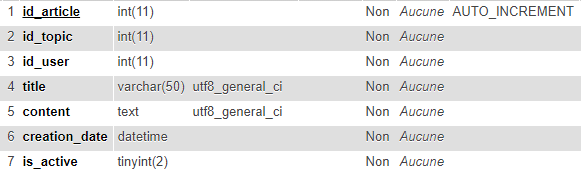 1 id_article int(11) Non Aucune AUTO_INCREMENT
2 id_topic int(11) Non Aucune
3 id_user int(11) Non Aucune
4 title varchar(50) utf8_general_ci Non Aucune
5 content text utf8_general_ci Non Aucune
6 creation_date datetime Non Aucune
7 is_active tinyint(2) Non Aucune